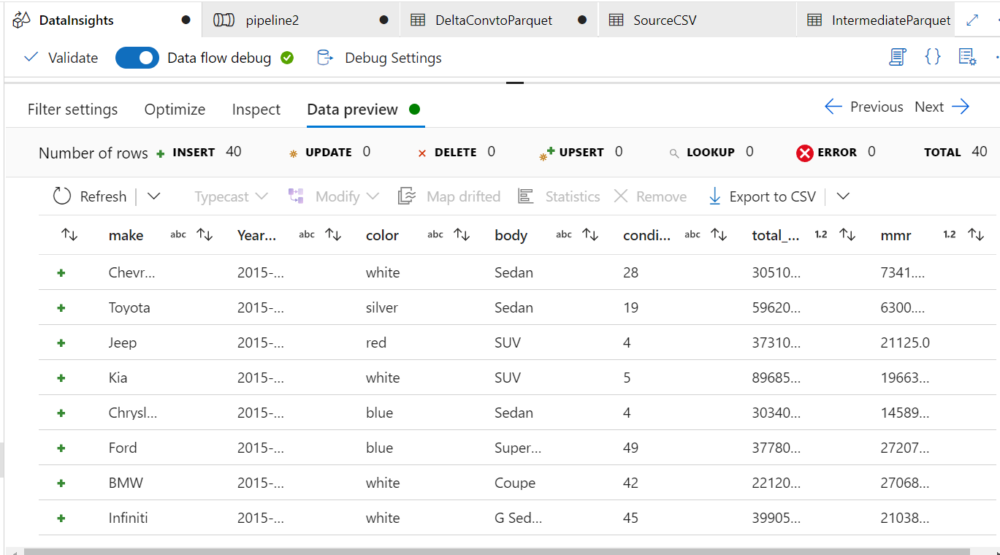 DataInsights pipeline2 DeltaConvtoParquet SourceCSV IntermediateParquet
Validate Data flow debug Debug Settings {}
Filter settings Optimize Inspect Data preview Previous Next
Number of rows INSERT 40 UPDATE 0 DELETE 0 UPSERT 0 LOOKUP 0 ERROR 0 TOTAL 40
Refresh Typecast Modify Map drifted Statistics Remove Export to CSV
make abc Year... abc color abc body abc condi... abc total_... 1.2 mmr 1.2
Chevr... 2015-... white Sedan 28 30510... 7341....
Toyota 2015-... silver Sedan 19 59620... 6300....
Jeep 2015-... red SUV 4 37310... 21125.0
Kia 2015-... white SUV 5 89685... 19663...
Chrysl... 2015-... blue Sedan 4 30340... 14589...
Ford 2015-... blue Super... 49 37780... 27207...
BMW 2015-... white Coupe 42 22120... 27068...
Infiniti 2015-... white G Sed... 45 39905... 21038...